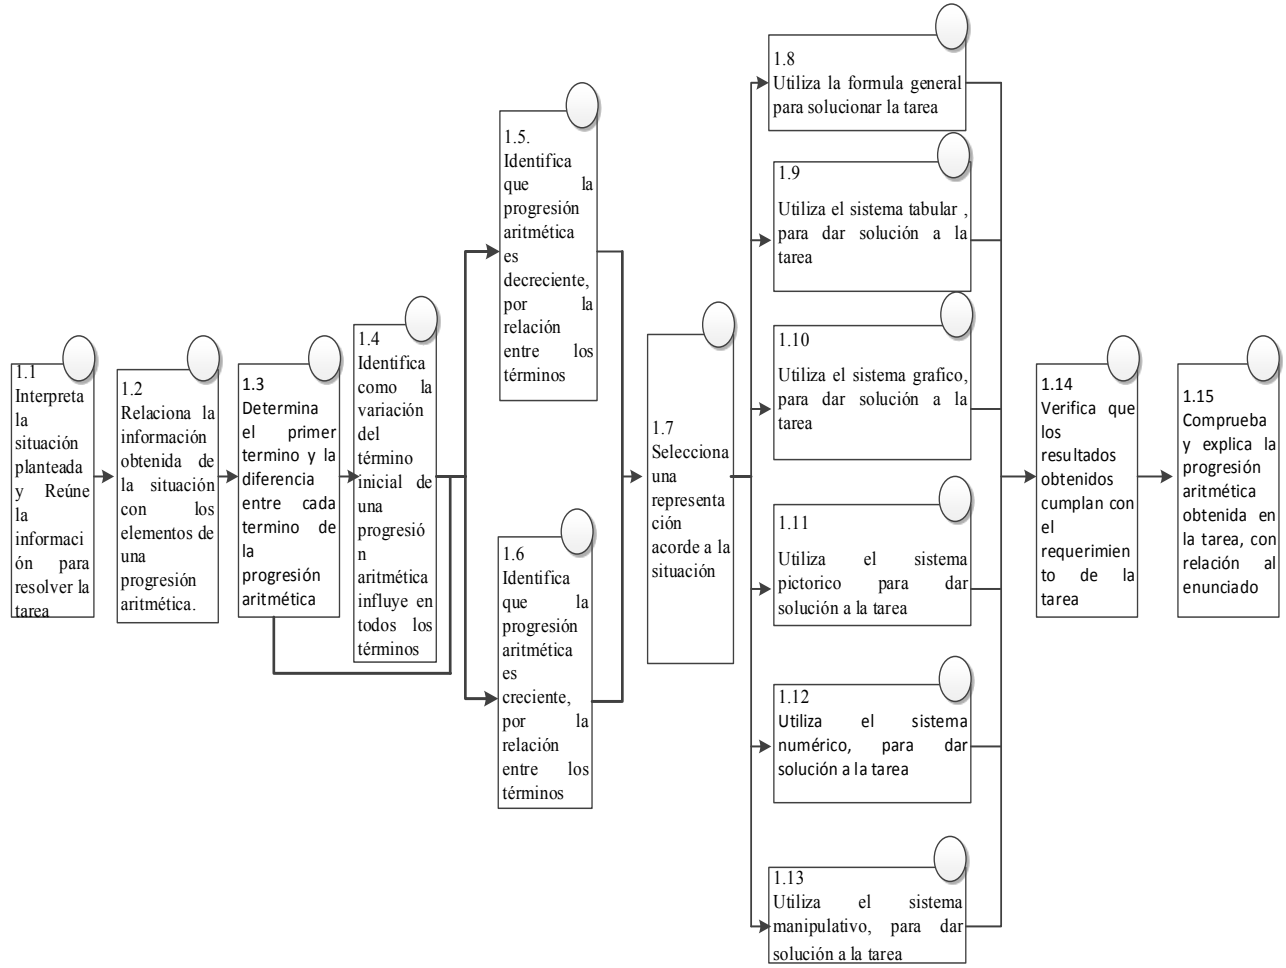 1.1
Interpreta
la
situación
planteada
y Reúne
la
informaci
ón para
resolver la
tarea
1.2
Relaciona la
información
obtenida de
la situación
con los
elementos de
una
progresión
aritmética.
1.3
Determina
el primer
termino y la
diferencia
entre cada
termino de
la
progresión
aritmética
1.4
Identifica
como la
variación
del
término
inicial de
una
progresió
n
aritmética
influye en
todos los
términos
1.5.
Identifica
que la
progresión
aritmética
es
decreciente,
por la
relación
entre los
términos
1.6
Identifica
que la
progresión
aritmética
es
creciente,
por la
relación
entre los
términos
1.7
Selecciona
una
representa
ción
acorde a la
situación
1.8
Utiliza la formula general
para solucionar la tarea
1.9
Utiliza el sistema tabular ,
para dar solución a la
tarea
1.10
Utiliza el sistema grafico,
para dar solución a la
tarea
1.11
Utiliza el sistema
pictorico para dar
solución a la tarea
1.12
Utiliza el sistema
numérico, para dar
solución a la tarea
1.13
Utiliza el sistema
manipulativo, para dar
solución a la tarea
1.14
Verifica que
los
resultados
obtenidos
cumplan con
el
requerimien
to de la
tarea
1.15
Comprueba
y explica la
progresión
aritmética
obtenida en
la tarea, con
relación al
enunciado